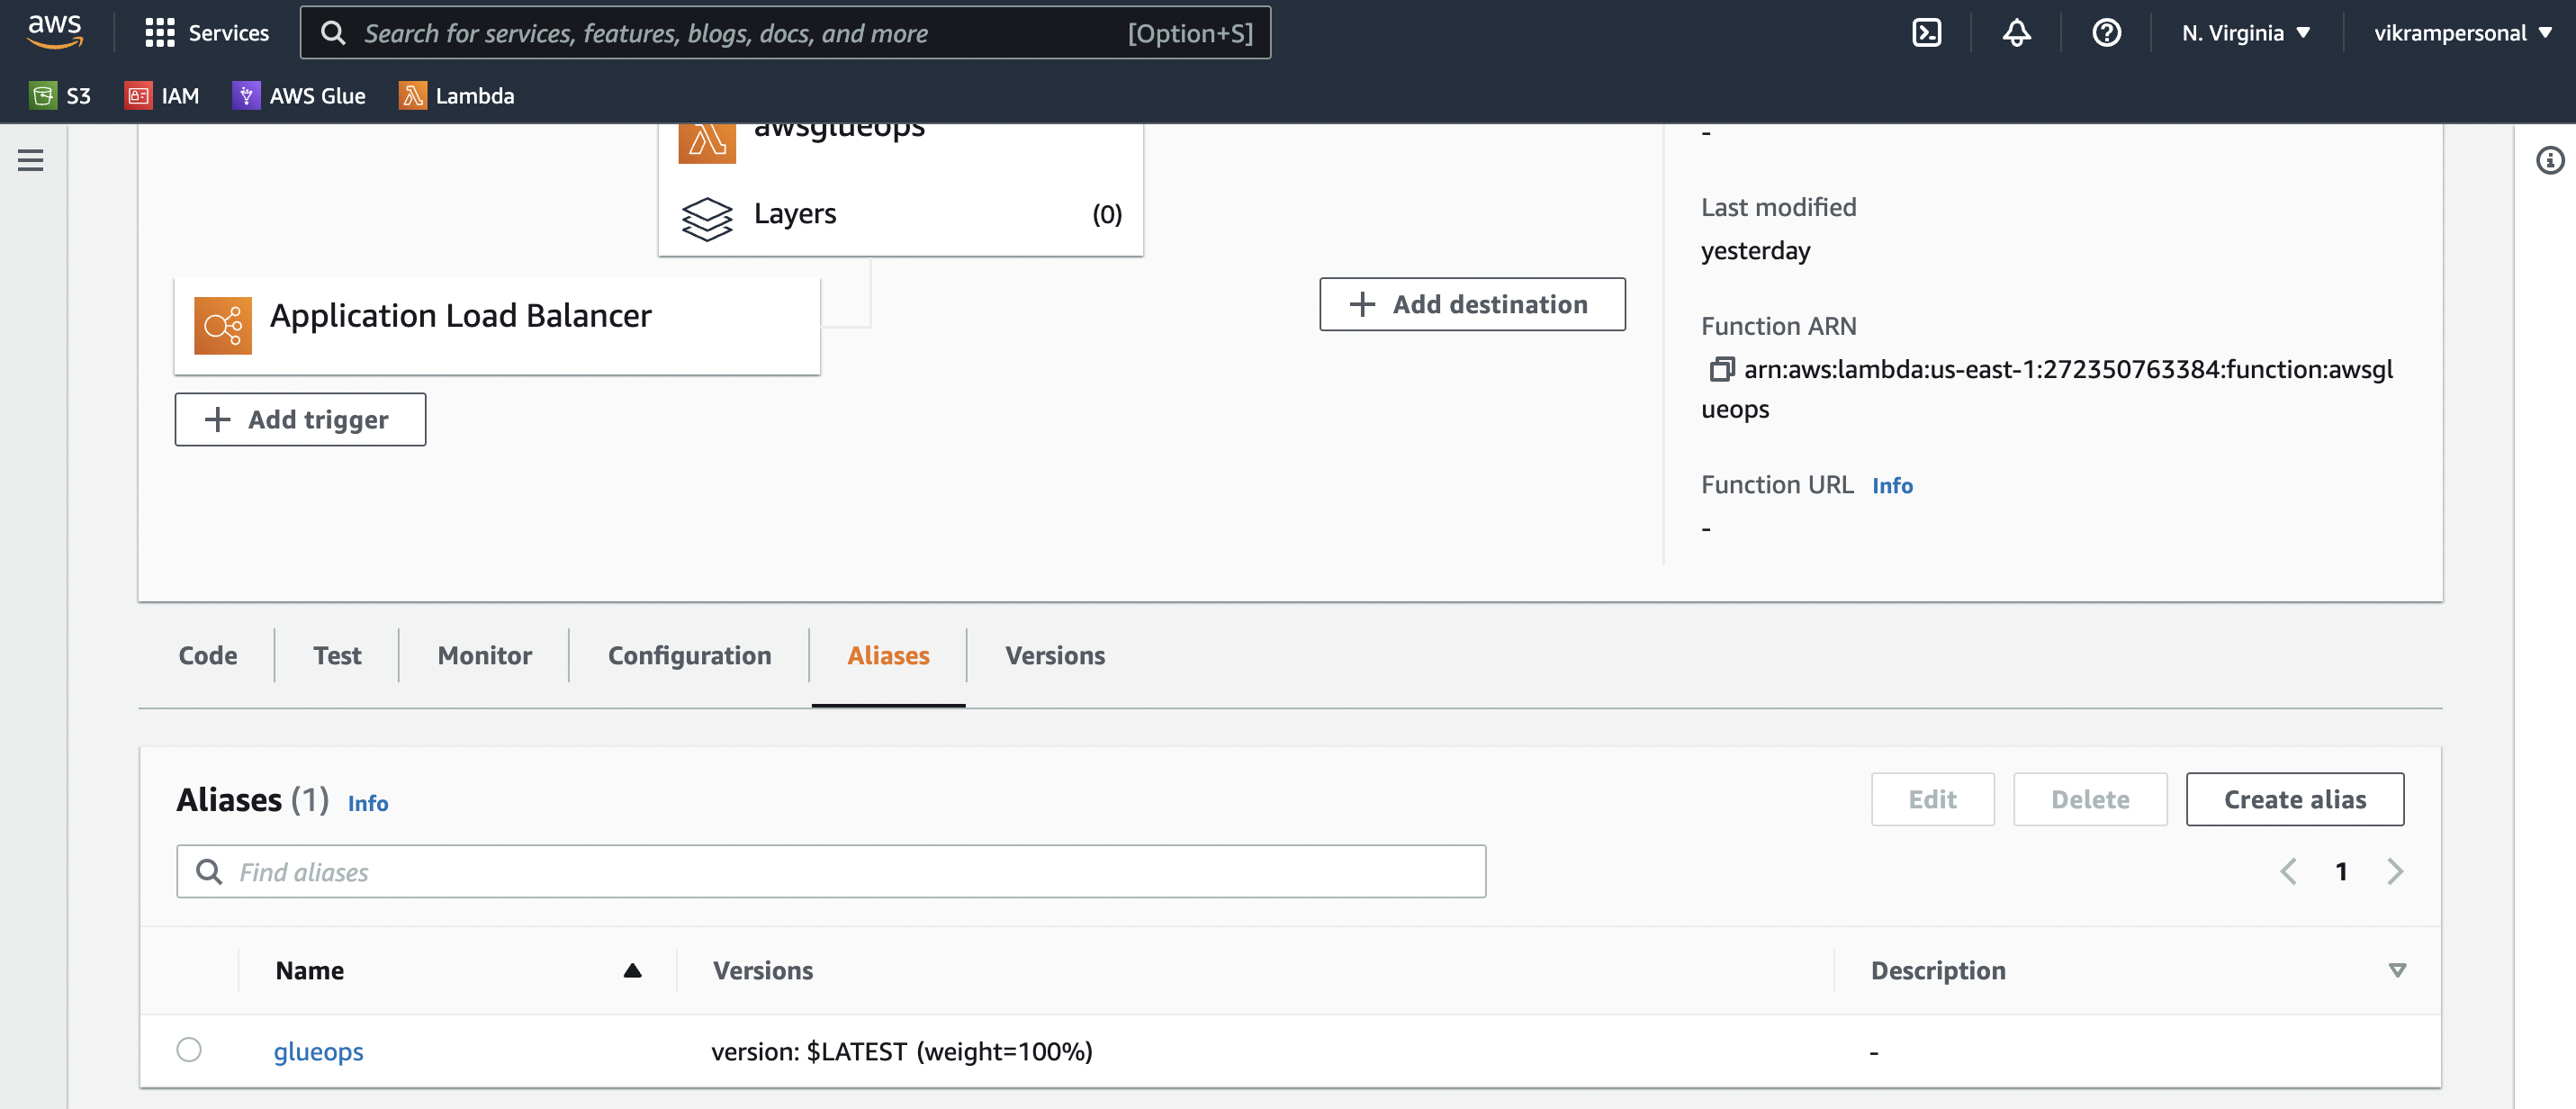 aws
Services
Search for services, features, blogs, docs, and more
[Option+S]
N. Virginia
vikrampersonal
S3
IAM
AWS Glue
Lambda
awsglueops
Layers
(0)
Application Load Balancer
Add trigger
Add destination
-
Last modified
yesterday
Function ARN
arn:aws:lambda:us-east-1:272350763384:function:awsgl
ueops
Function URL Info
-
Code
Test
Monitor
Configuration
Aliases
Versions
Aliases (1) Info
Edit
Delete
Create alias
Find aliases
1
Name
Versions
Description
glueops
version: $LATEST (weight=100%)
-